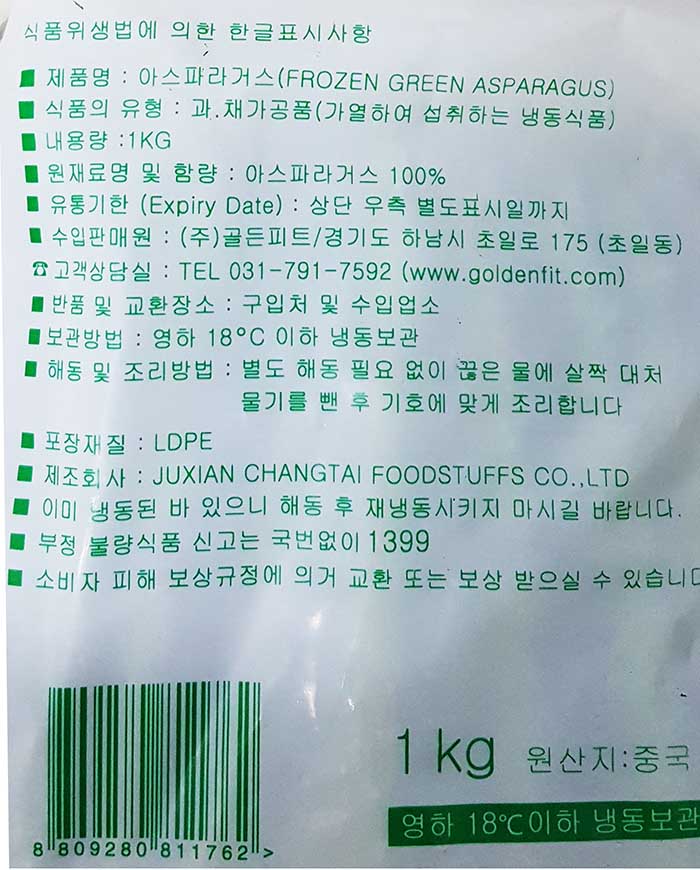 식품위생법에 의한 한글표시사항
■ 제품명 : 아스파라거스(FROZEN GREEN ASPARAGUS)
■ 식품의 유형 : 과.채가공품(가열하여 섭취하는 냉동식품)
■ 내용량 :1KG
■ 원재료명 및 함량 : 아스파라거스 100%
■ 유통기한 (Expiry Date) : 상단 우측 별도표시일까지
■ 수입판매원 : (주)골든피트/경기도 하남시 초일로 175 (초일동)
☎고객상담실 : TEL 031-791-7592 (www.goldenfit.com)
■ 반품 및 교환장소 : 구입처 및 수입업소
■ 보관방법 : 영하 18℃ 이하 냉동보관
■ 해동 및 조리방법 : 별도 해동 필요 없이 끊은 물에 살짝 대처
물기를 뺀 후 기호에 맞게 조리합니다
■ 포장재질 : LDPE
■ 제조회사 : JUXIAN CHANGTAI FOODSTUFFS CO.,LTD
■ 이미 냉동된 바 있으니 해동 후 재냉동시키지 마시길 바랍니다.
■ 부정 불량식품 신고는 국번없이 1399
■ 소비자 피해 보상규정에 의거 교환 또는 보상 받으실 수 있습니다
1 kg 원산지:중국
영하 18℃이하 냉동보관
8 809280 811762 >